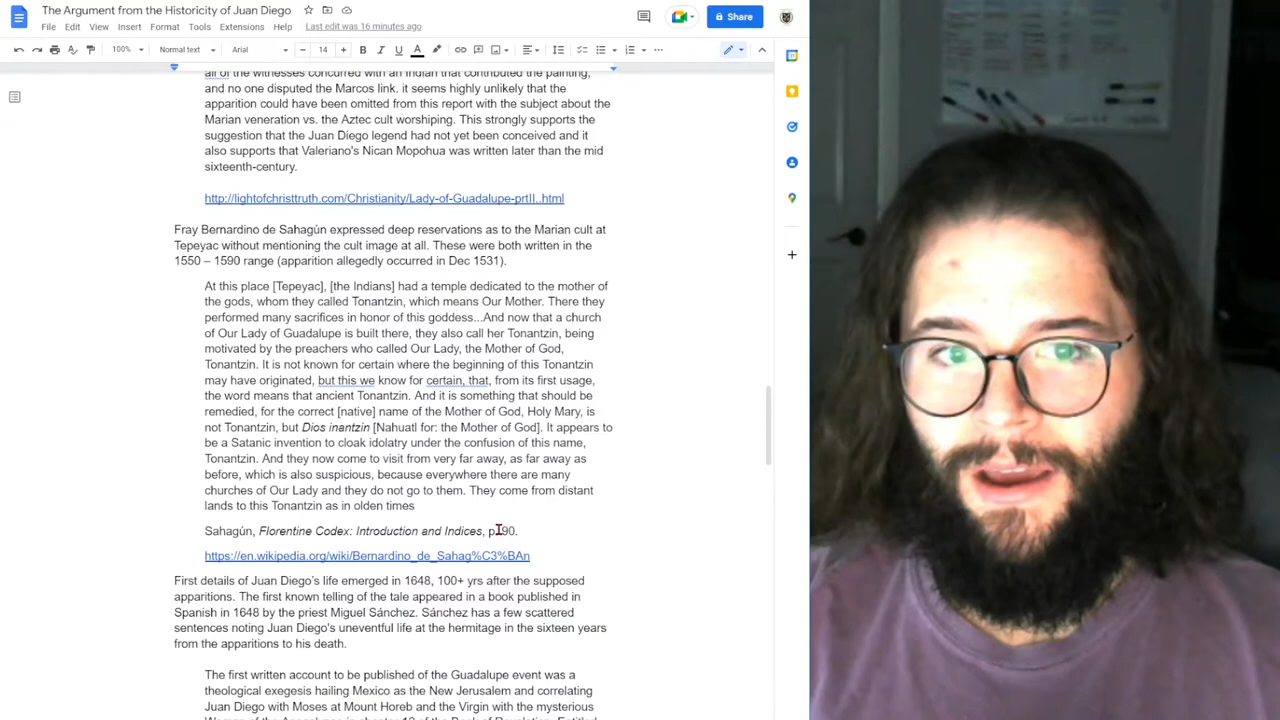 The Argument from the Historicity of Juan Diego
File Edit View Insert Format Tools Extensions Help Last edit was 16 minutes ago
Share
100% Normal text Arial 14 B I U A
all of the witnesses concurred with an Indian that contributed the painting,
and no one disputed the Marcos link. it seems highly unlikely that the
apparition could have been omitted from this report with the subject about the
Marian veneration vs. the Aztec cult worshiping. This strongly supports the
suggestion that the Juan Diego legend had not yet been conceived and it
also supports that Valeriano's Nican Mopohua was written later than the mid
sixteenth-century.
http://lightofchristtruth.com/Christianity/Lady-of-Guadalupe-prtII..html
Fray Bernardino de Sahagún expressed deep reservations as to the Marian cult at
Tepeyac without mentioning the cult image at all. These were both written in the
1550 – 1590 range (apparition allegedly occurred in Dec 1531).
At this place [Tepeyac], [the Indians] had a temple dedicated to the mother of
the gods, whom they called Tonantzin, which means Our Mother. There they
performed many sacrifices in honor of this goddess...And now that a church
of Our Lady of Guadalupe is built there, they also call her Tonantzin, being
motivated by the preachers who called Our Lady, the Mother of God,
Tonantzin. It is not known for certain where the beginning of this Tonantzin
may have originated, but this we know for certain, that, from its first usage,
the word means that ancient Tonantzin. And it is something that should be
remedied, for the correct [native] name of the Mother of God, Holy Mary, is
not Tonantzin, but Dios inantzin [Nahuatl for: the Mother of God]. It appears to
be a Satanic invention to cloak idolatry under the confusion of this name,
Tonantzin. And they now come to visit from very far away, as far away as
before, which is also suspicious, because everywhere there are many
churches of Our Lady and they do not go to them. They come from distant
lands to this Tonantzin as in olden times
Sahagún, Florentine Codex: Introduction and Indices, p. 90.
https://en.wikipedia.org/wiki/Bernardino_de_Sahag%C3%BAn
First details of Juan Diego's life emerged in 1648, 100+ yrs after the supposed
apparitions. The first known telling of the tale appeared in a book published in
Spanish in 1648 by the priest Miguel Sánchez. Sánchez has a few scattered
sentences noting Juan Diego's uneventful life at the hermitage in the sixteen years
from the apparitions to his death.
The first written account to be published of the Guadalupe event was a
theological exegesis hailing Mexico as the New Jerusalem and correlating
Juan Diego with Moses at Mount Horeb and the Virgin with the mysterious
Woman of the Apocalypse in chapter 12 of the Book of Revelation. Entitled